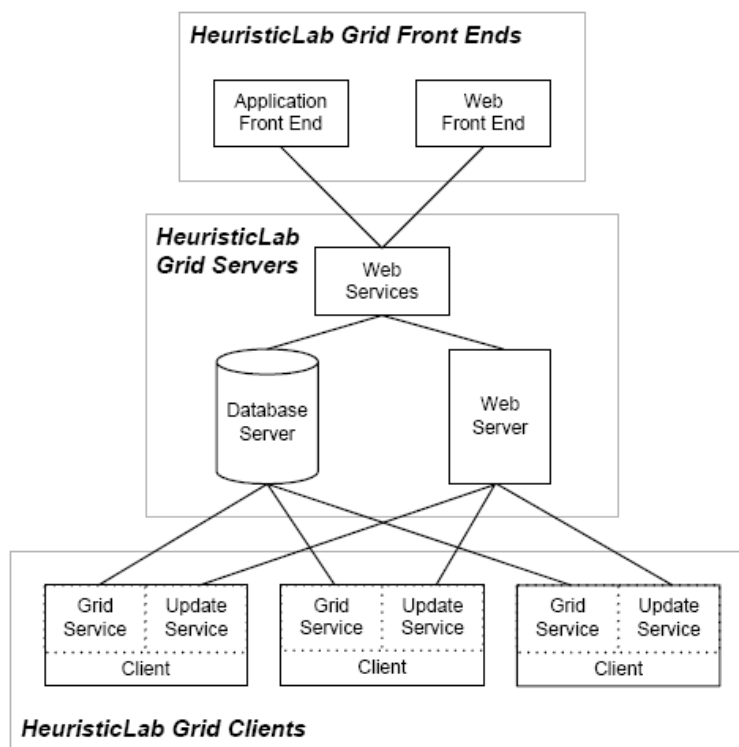 HeuristicLab Grid Front Ends
Application
Front End
Web
Front End
HeuristicLab
Grid Servers
Web
Services
Database
Server
Web
Server
Grid
Service
Update
Service
Client
Grid
Service
Update
Service
Client
Grid
Service
Update
Service
Client
HeuristicLab Grid Clients